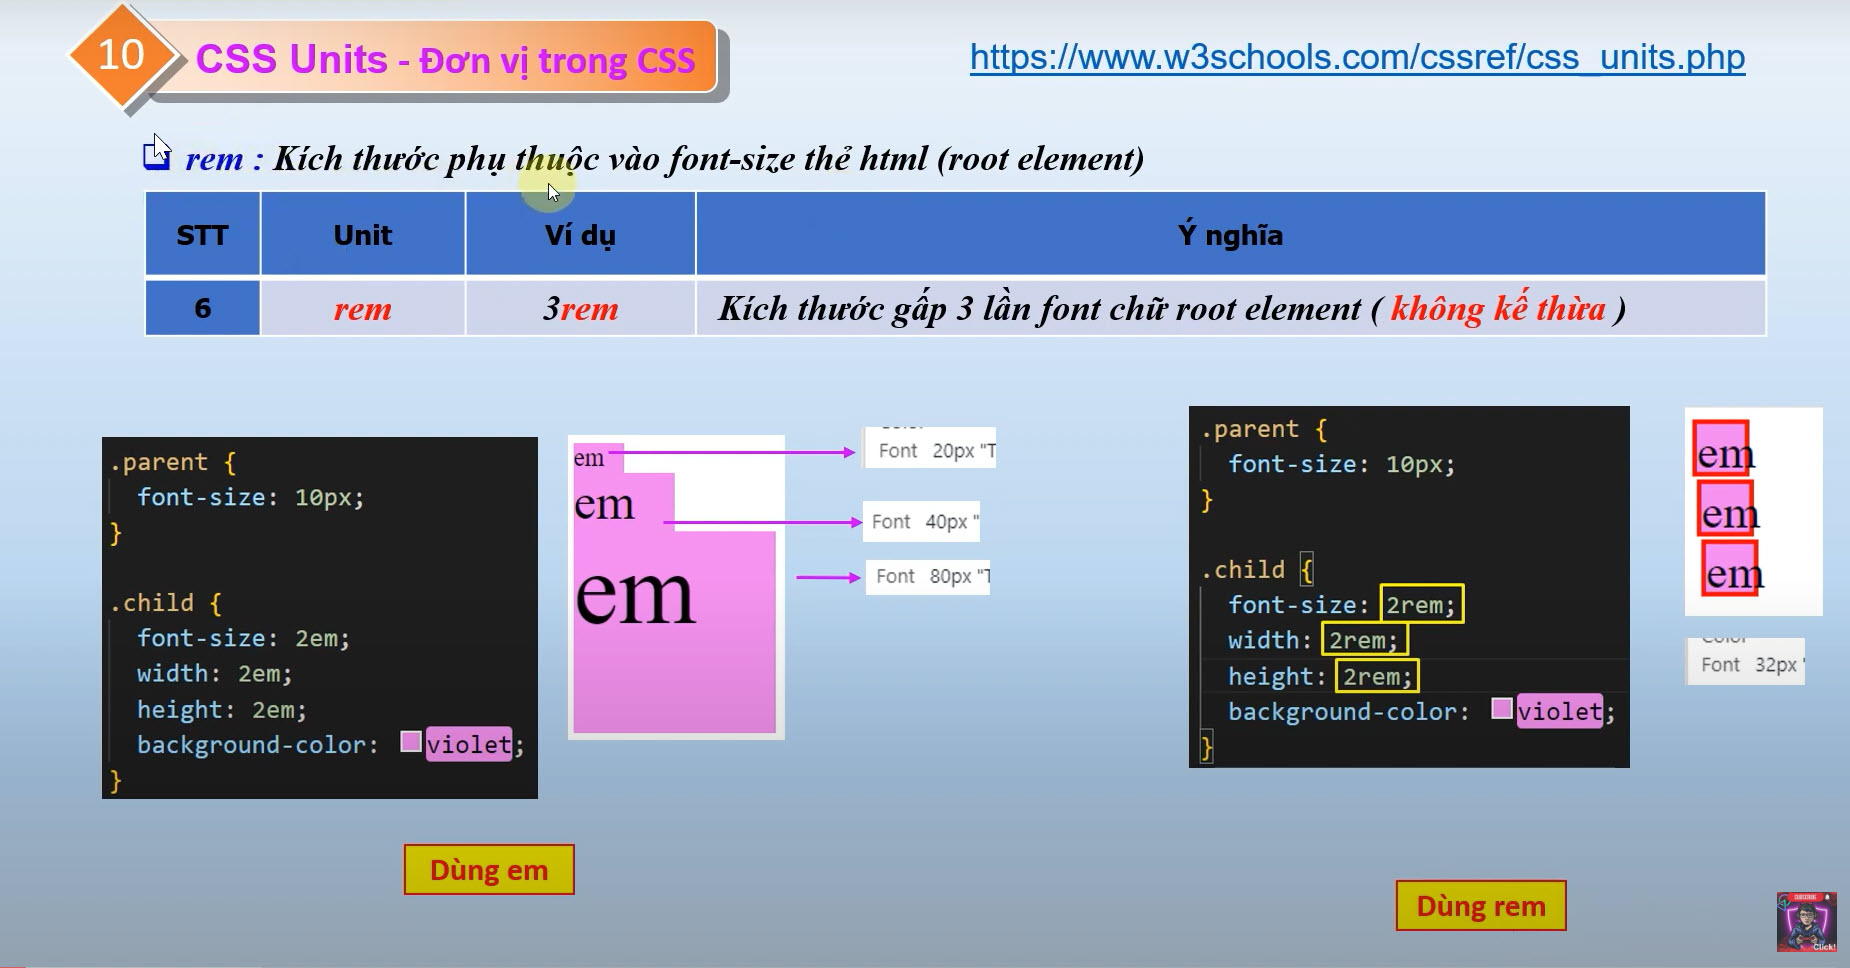 10
CSS Units - Đơn vị trong CSS
https://www.w3schools.com/cssref/css_units.php
rem : Kích thước phụ thuộc vào font-size thẻ html (root element)
STT Unit Ví dụ Ý nghĩa
6 rem 3rem Kích thước gấp 3 lần font chữ root element ( không kế thừa )
.parent {
font-size: 10px;
}
.child {
font-size: 2em;
width: 2em;
height: 2em;
background-color: violet;
}
em
em
em
Font 20px "T
Font 40px "
Font 80px "T
Dùng em
.parent {
font-size: 10px;
}
.child {
font-size: 2rem;
width: 2rem;
height: 2rem;
background-color: violet;
}
em
em
em
Color
Font 32px "
Dùng rem
SUBSCRIBE
Click!